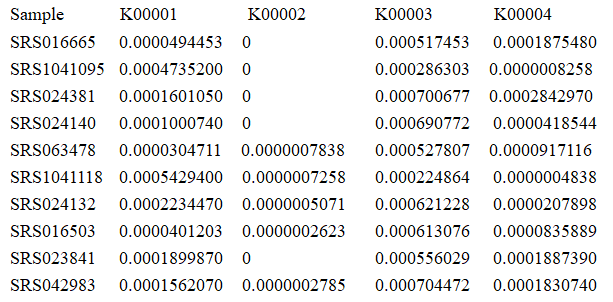 Sample K00001 K00002 K00003 K00004
SRS016665 0.0000494453 0 0.000517453 0.0001875480
SRS1041095 0.0004735200 0 0.000286303 0.0000008258
SRS024381 0.0001601050 0 0.000700677 0.0002842970
SRS024140 0.0001000740 0 0.000690772 0.0000418544
SRS063478 0.0000304711 0.0000007838 0.000527807 0.0000917116
SRS1041118 0.0005429400 0.0000007258 0.000224864 0.0000004838
SRS024132 0.0002234470 0.0000005071 0.000621228 0.0000207898
SRS016503 0.0000401203 0.0000002623 0.000613076 0.0000835889
SRS023841 0.0001899870 0 0.000556029 0.0001887390
SRS042983 0.0001562070 0.0000002785 0.000704472 0.0001830740